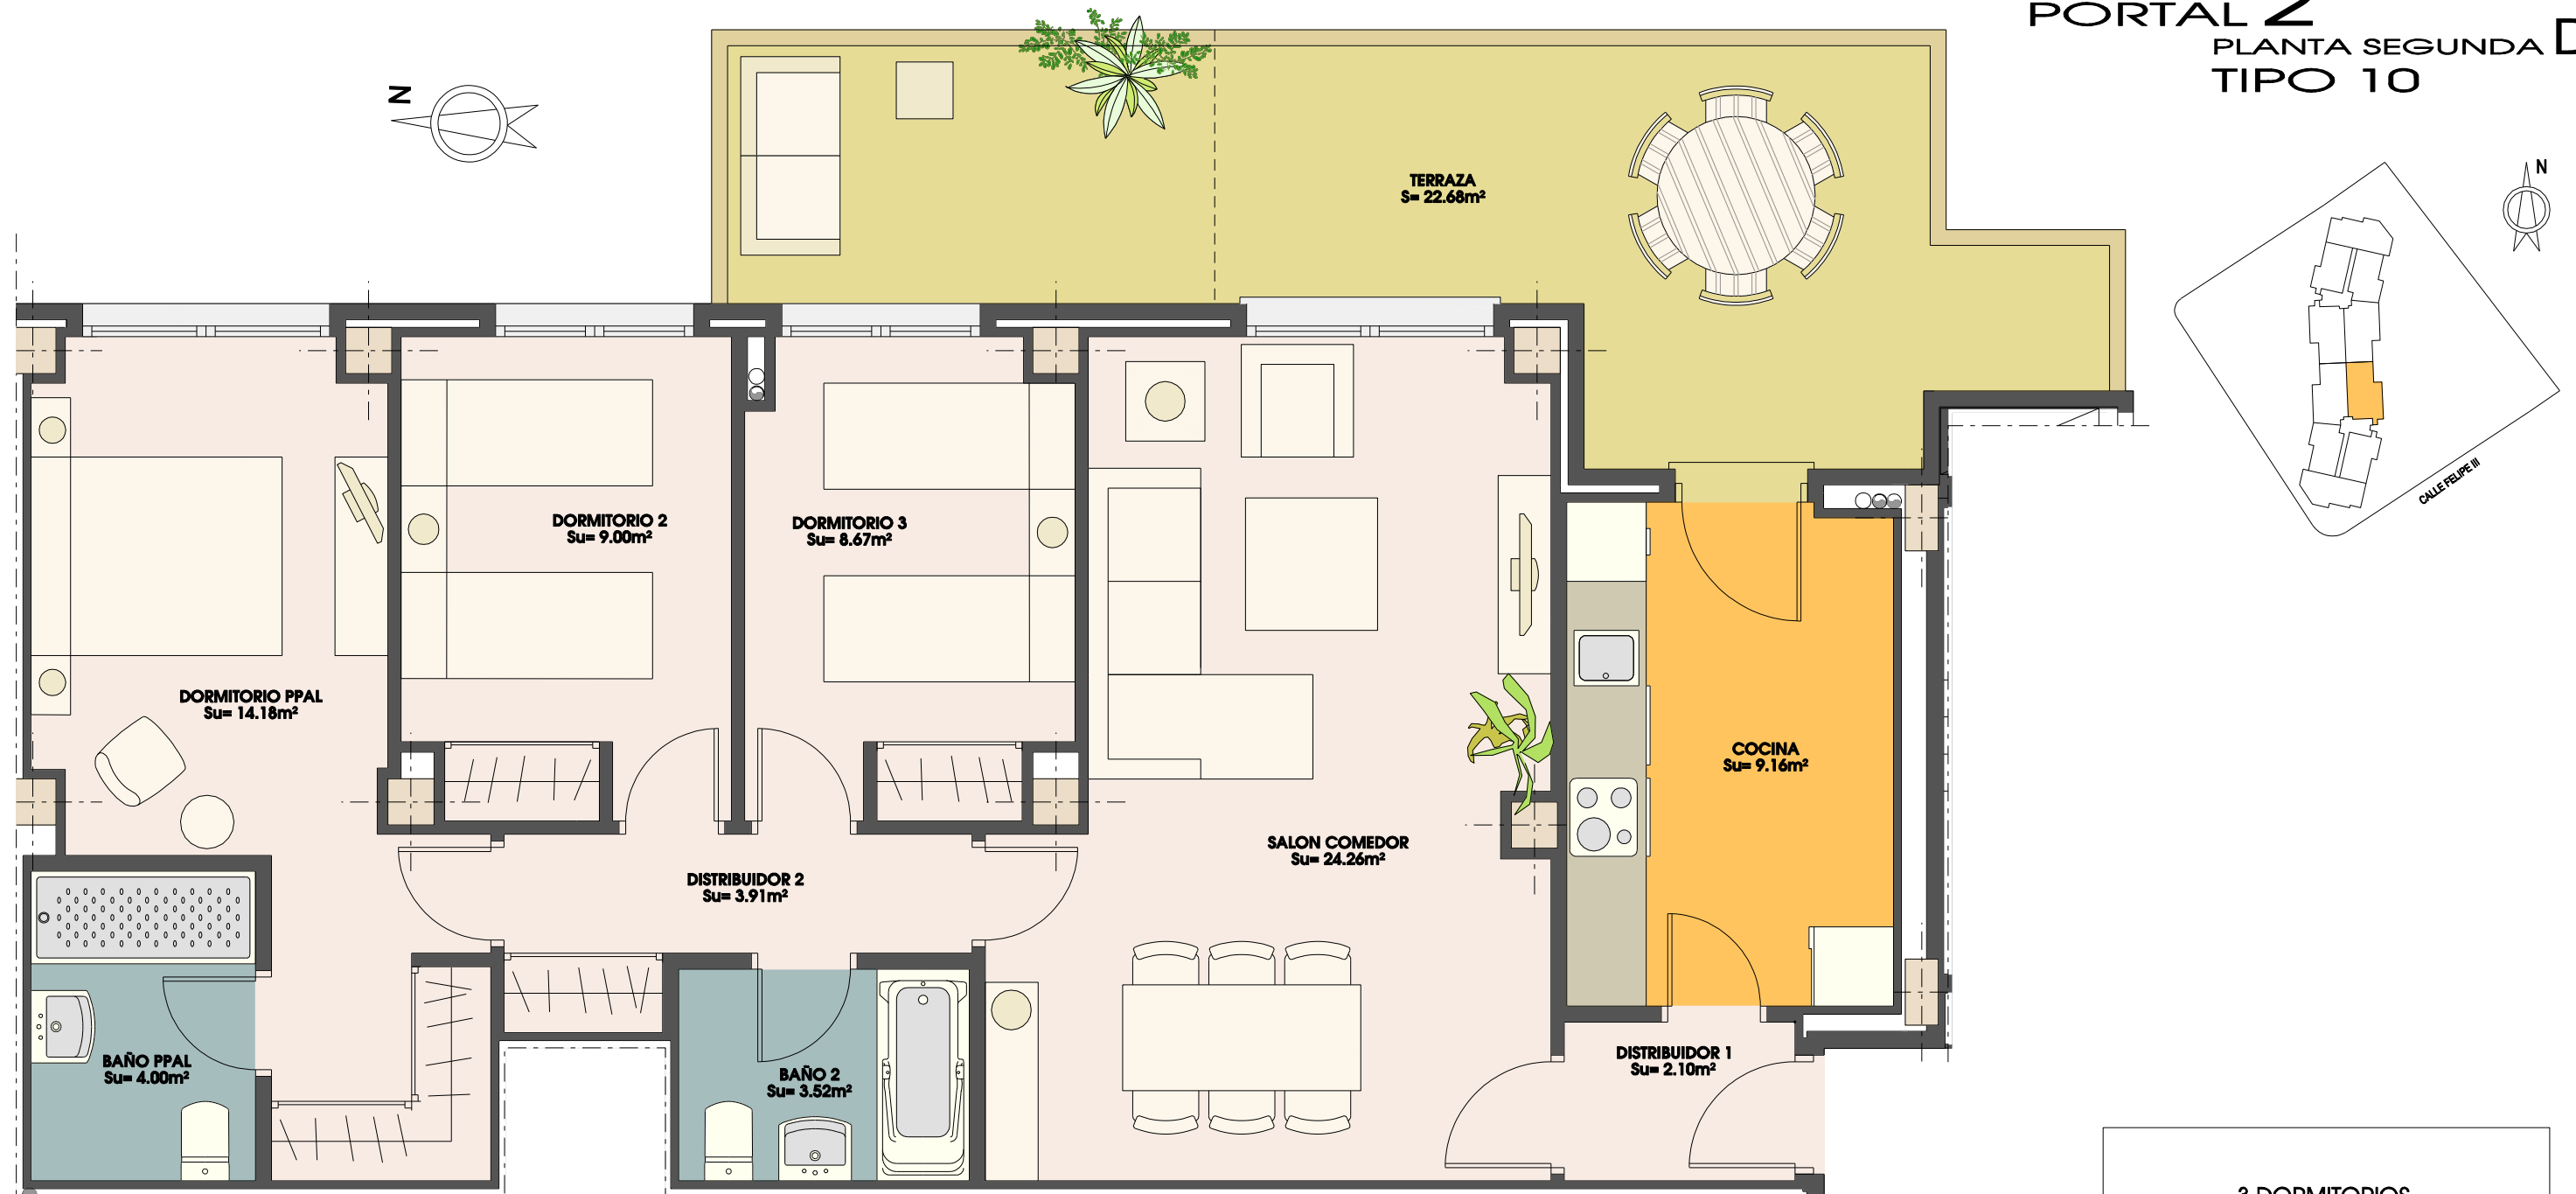 PORTAL 2
PLANTA SEGUNDA D
TIPO 10
N
N
TERRAZA
S= 22.68m²
CALLE FELIPE III
DORMITORIO 2
Su= 9.00m²
DORMITORIO 3
Su= 8.67m²
DORMITORIO PPAL
Su= 14.18m²
COCINA
Su= 9.16m²
SALON COMEDOR
Su= 24.26m²
DISTRIBUIDOR 2
Su= 3.91m²
BAÑO PPAL
Su= 4.00m²
BAÑO 2
Su= 3.52m²
DISTRIBUIDOR 1
Su= 2.10m²
3 DORMITORIOS